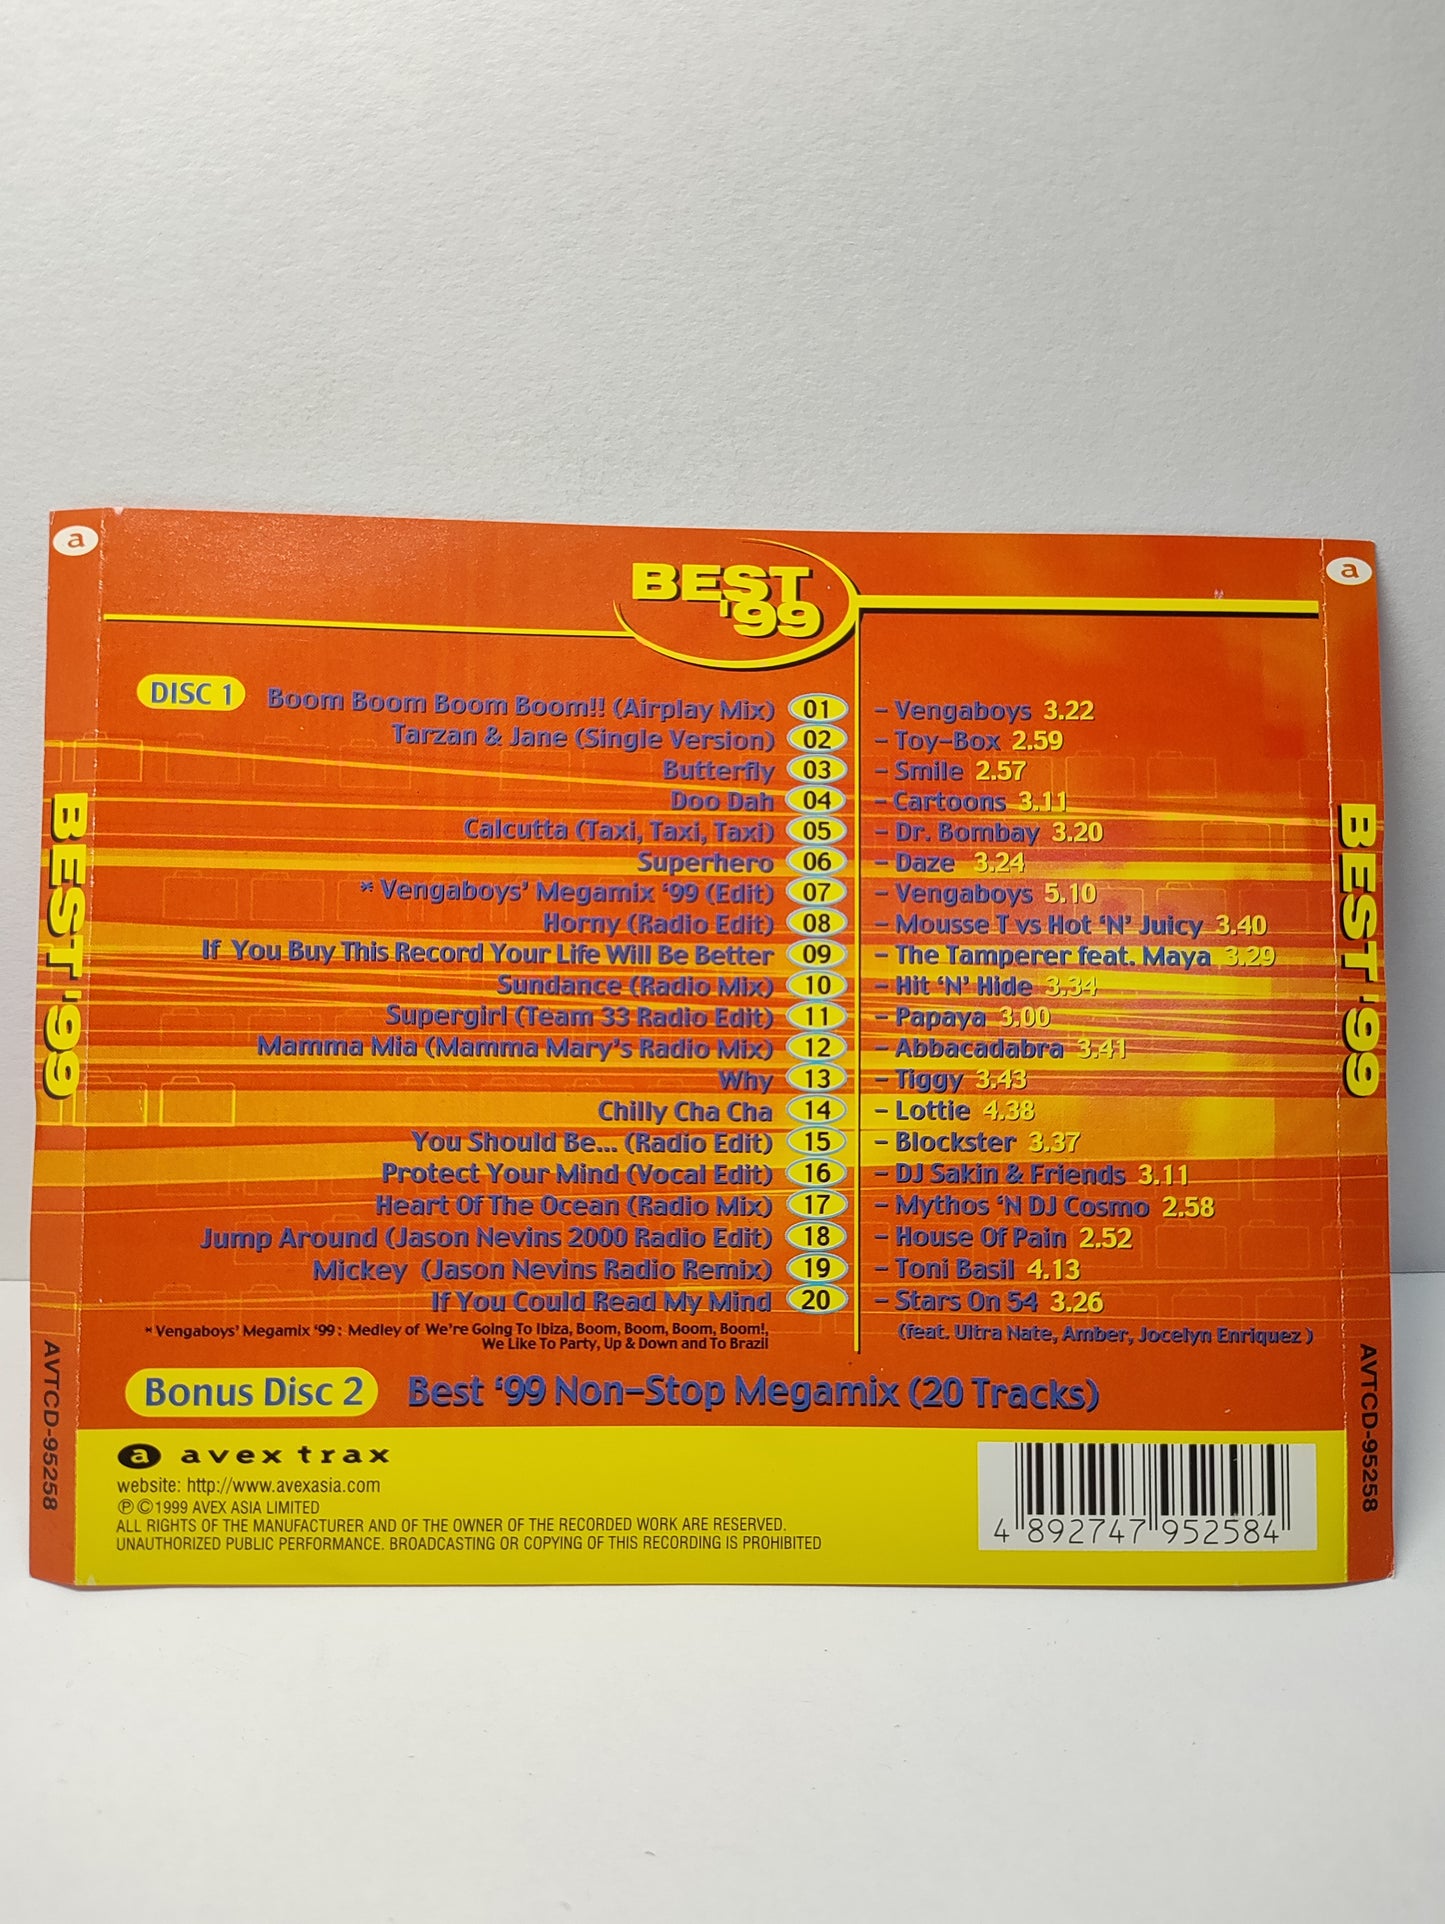 a
a
BEST
'99
DISC 1
Boom Boom Boom Boom!! (Airplay Mix) 01 – Vengaboys 3.22
Tarzan & Jane (Single Version) 02 – Toy-Box 2.59
Butterfly 03 – Smile 2.57
Doo Dah 04 – Cartoons 3.11
Calcutta (Taxi, Taxi, Taxi) 05 – Dr. Bombay 3.20
Superhero 06 – Daze 3.24
* Vengaboys' Megamix '99 (Edit) 07 – Vengaboys 5.10
Horny (Radio Edit) 08 – Mousse T vs Hot 'N' Juicy 3.40
If You Buy This Record Your Life Will Be Better 09 – The Tamperer feat. Maya 3.29
Sundance (Radio Mix) 10 – Hit 'N' Hide 3.34
Supergirl (Team 33 Radio Edit) 11 – Papaya 3.00
Mamma Mia (Mamma Mary's Radio Mix) 12 – Abbacadabra 3.41
Why 13 – Tiggy 3.43
Chilly Cha Cha 14 – Lottie 4.38
You Should Be... (Radio Edit) 15 – Blockster 3.37
Protect Your Mind (Vocal Edit) 16 – DJ Sakin & Friends 3.11
Heart Of The Ocean (Radio Mix) 17 – Mythos 'N DJ Cosmo 2.58
Jump Around (Jason Nevins 2000 Radio Edit) 18 – House Of Pain 2.52
Mickey (Jason Nevins Radio Remix) 19 – Toni Basil 4.13
If You Could Read My Mind 20 – Stars On 54 3.26
(feat. Ultra Nate, Amber, Jocelyn Enriquez )
* Vengaboys' Megamix '99 : Medley of We're Going To Ibiza, Boom, Boom, Boom, Boom!,
We Like To Party, Up & Down and To Brazil
Bonus Disc 2 Best '99 Non-Stop Megamix (20 Tracks)
a avex trax
website: http://www.avexasia.com
℗ © 1999 AVEX ASIA LIMITED
ALL RIGHTS OF THE MANUFACTURER AND OF THE OWNER OF THE RECORDED WORK ARE RESERVED.
UNAUTHORIZED PUBLIC PERFORMANCE. BROADCASTING OR COPYING OF THIS RECORDING IS PROHIBITED
4 892747 952584
BEST '99
AVTCD-95258
BEST '99
AVTCD-95258